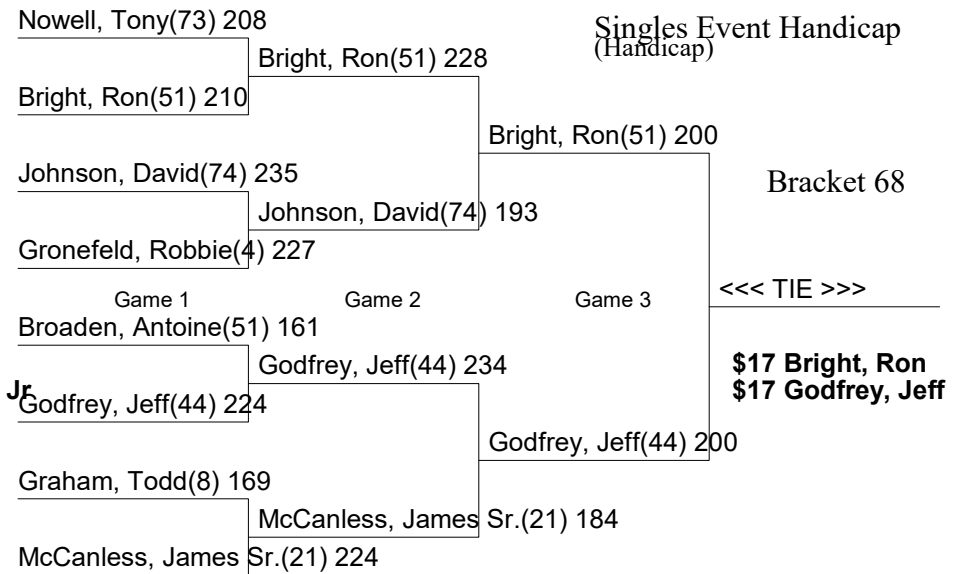 Nowell, Tony(73) 208
Singles Event Handicap
(Handicap)
Bright, Ron(51) 228
Bright, Ron(51) 210
Bright, Ron(51) 200
Johnson, David(74) 235
Bracket 68
Johnson, David(74) 193
Gronefeld, Robbie(4) 227
Game 1
Game 2
Game 3
<<< TIE >>>
Broaden, Antoine(51) 161
Godfrey, Jeff(44) 234
$17 Bright, Ron
Jr
$17 Godfrey, Jeff
Godfrey, Jeff(44) 224
Godfrey, Jeff(44) 200
Graham, Todd(8) 169
McCanless, James Sr.(21) 184
McCanless, James Sr.(21) 224